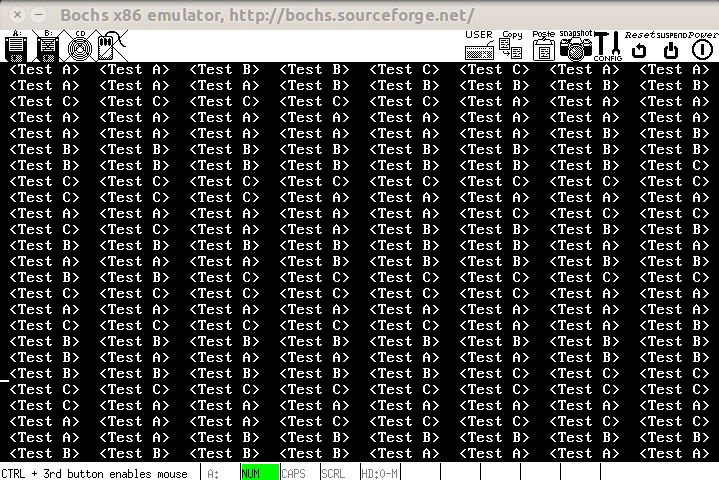 Bochs x86 emulator, http://bochs.sourceforge.net/
A: B: CD USER Copy Paste snapshot CONFIG Reset SUSPEND Power
<Test A> <Test A> <Test B> <Test B> <Test C> <Test C> <Test A> <Test A>
<Test A> <Test A> <Test B> <Test B> <Test B> <Test B> <Test B> <Test B>
<Test C> <Test C> <Test C> <Test C> <Test C> <Test A> <Test A> <Test A>
<Test A> <Test A> <Test A> <Test A> <Test A> <Test A> <Test A> <Test A>
<Test A> <Test A> <Test A> <Test A> <Test A> <Test A> <Test B> <Test B>
<Test B> <Test B> <Test B> <Test B> <Test B> <Test B> <Test B> <Test B>
<Test B> <Test B> <Test B> <Test B> <Test B> <Test B> <Test B> <Test C>
<Test C> <Test C> <Test C> <Test C> <Test C> <Test C> <Test C> <Test C>
<Test C> <Test C> <Test C> <Test C> <Test C> <Test A> <Test A> <Test A>
<Test A> <Test A> <Test A> <Test A> <Test A> <Test C> <Test C> <Test C>
<Test C> <Test C> <Test C> <Test A> <Test B> <Test B> <Test B> <Test B>
<Test B> <Test B> <Test B> <Test A> <Test B> <Test B> <Test A> <Test A>
<Test A> <Test A> <Test A> <Test A> <Test A> <Test B> <Test B> <Test B>
<Test B> <Test B> <Test C> <Test C> <Test C> <Test C> <Test C> <Test C>
<Test C> <Test C> <Test C> <Test C> <Test C> <Test A> <Test A> <Test A>
<Test A> <Test A> <Test A> <Test A> <Test A> <Test C> <Test A> <Test C>
<Test C> <Test C> <Test C> <Test C> <Test C> <Test B> <Test B> <Test B>
<Test B> <Test B> <Test B> <Test B> <Test B> <Test A> <Test B> <Test B>
<Test B> <Test A> <Test A> <Test A> <Test A> <Test B> <Test A> <Test A>
<Test B> <Test B> <Test B> <Test B> <Test C> <Test C> <Test C> <Test C>
<Test C> <Test C> <Test C> <Test C> <Test C> <Test C> <Test C> <Test C>
<Test C> <Test A> <Test A> <Test A> <Test A> <Test A> <Test A> <Test A>
<Test A> <Test A> <Test A> <Test C> <Test C> <Test C> <Test C> <Test C>
<Test A> <Test A> <Test B> <Test B> <Test B> <Test B> <Test B> <Test A>
<Test B> <Test B> <Test B> <Test B> <Test A> <Test A> <Test A> <Test A>
CTRL + 3rd button enables mouse A: NUM CAPS SCRL HD:0-M